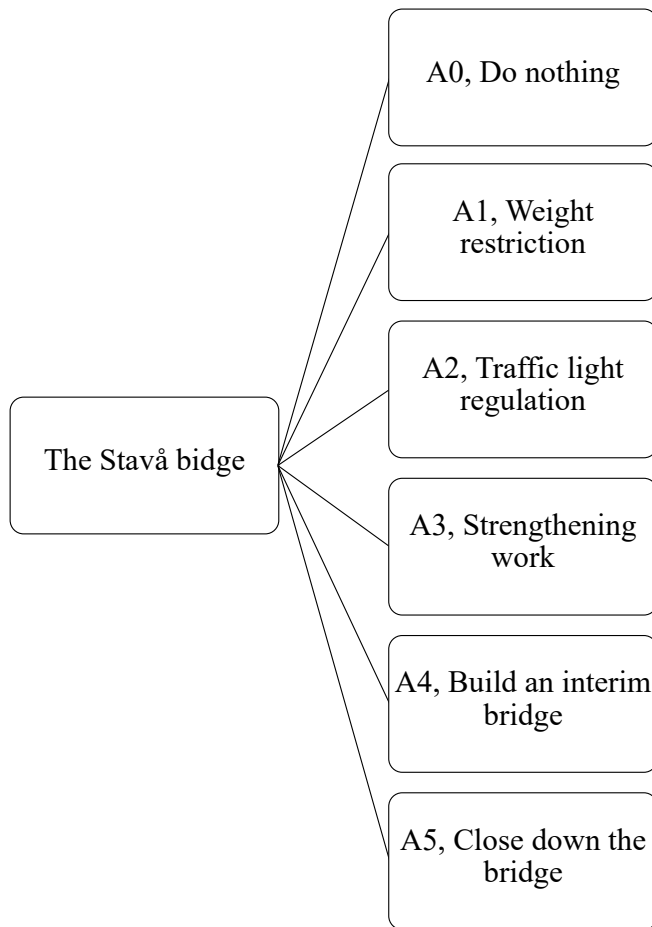 The Stavå bidge
A0, Do nothing
A1, Weight
restriction
A2, Traffic light
regulation
A3, Strengthening
work
A4, Build an interim
bridge
A5, Close down the
bridge